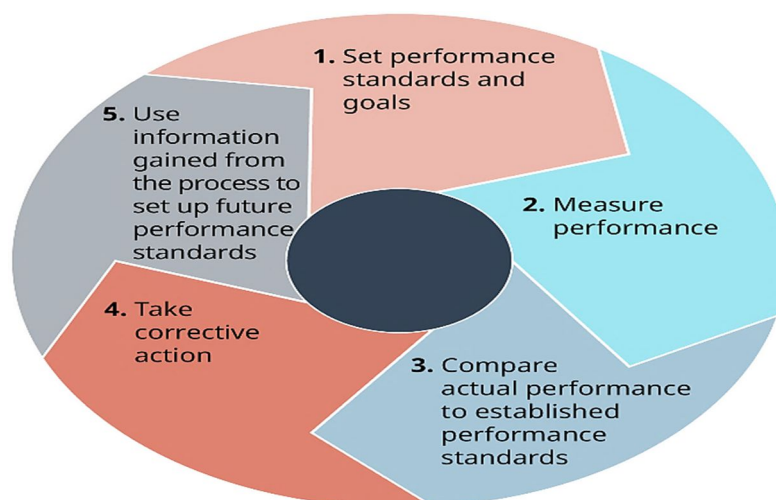 1. Set performance
standards and
goals
2. Measure
performance
3. Compare
actual performance
to established
performance
standards
4. Take
corrective
action
5. Use
information
gained from
the process to
set up future
performance
standards